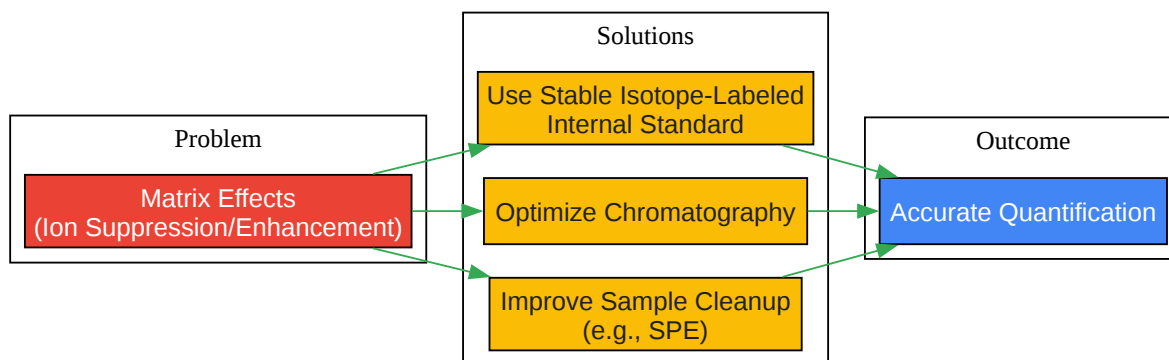 Problem
Matrix Effects
(Ion Suppression/Enhancement)
Solutions
Use Stable Isotope-Labeled
Internal Standard
Optimize Chromatography
Improve Sample Cleanup
(e.g., SPE)
Outcome
Accurate Quantification